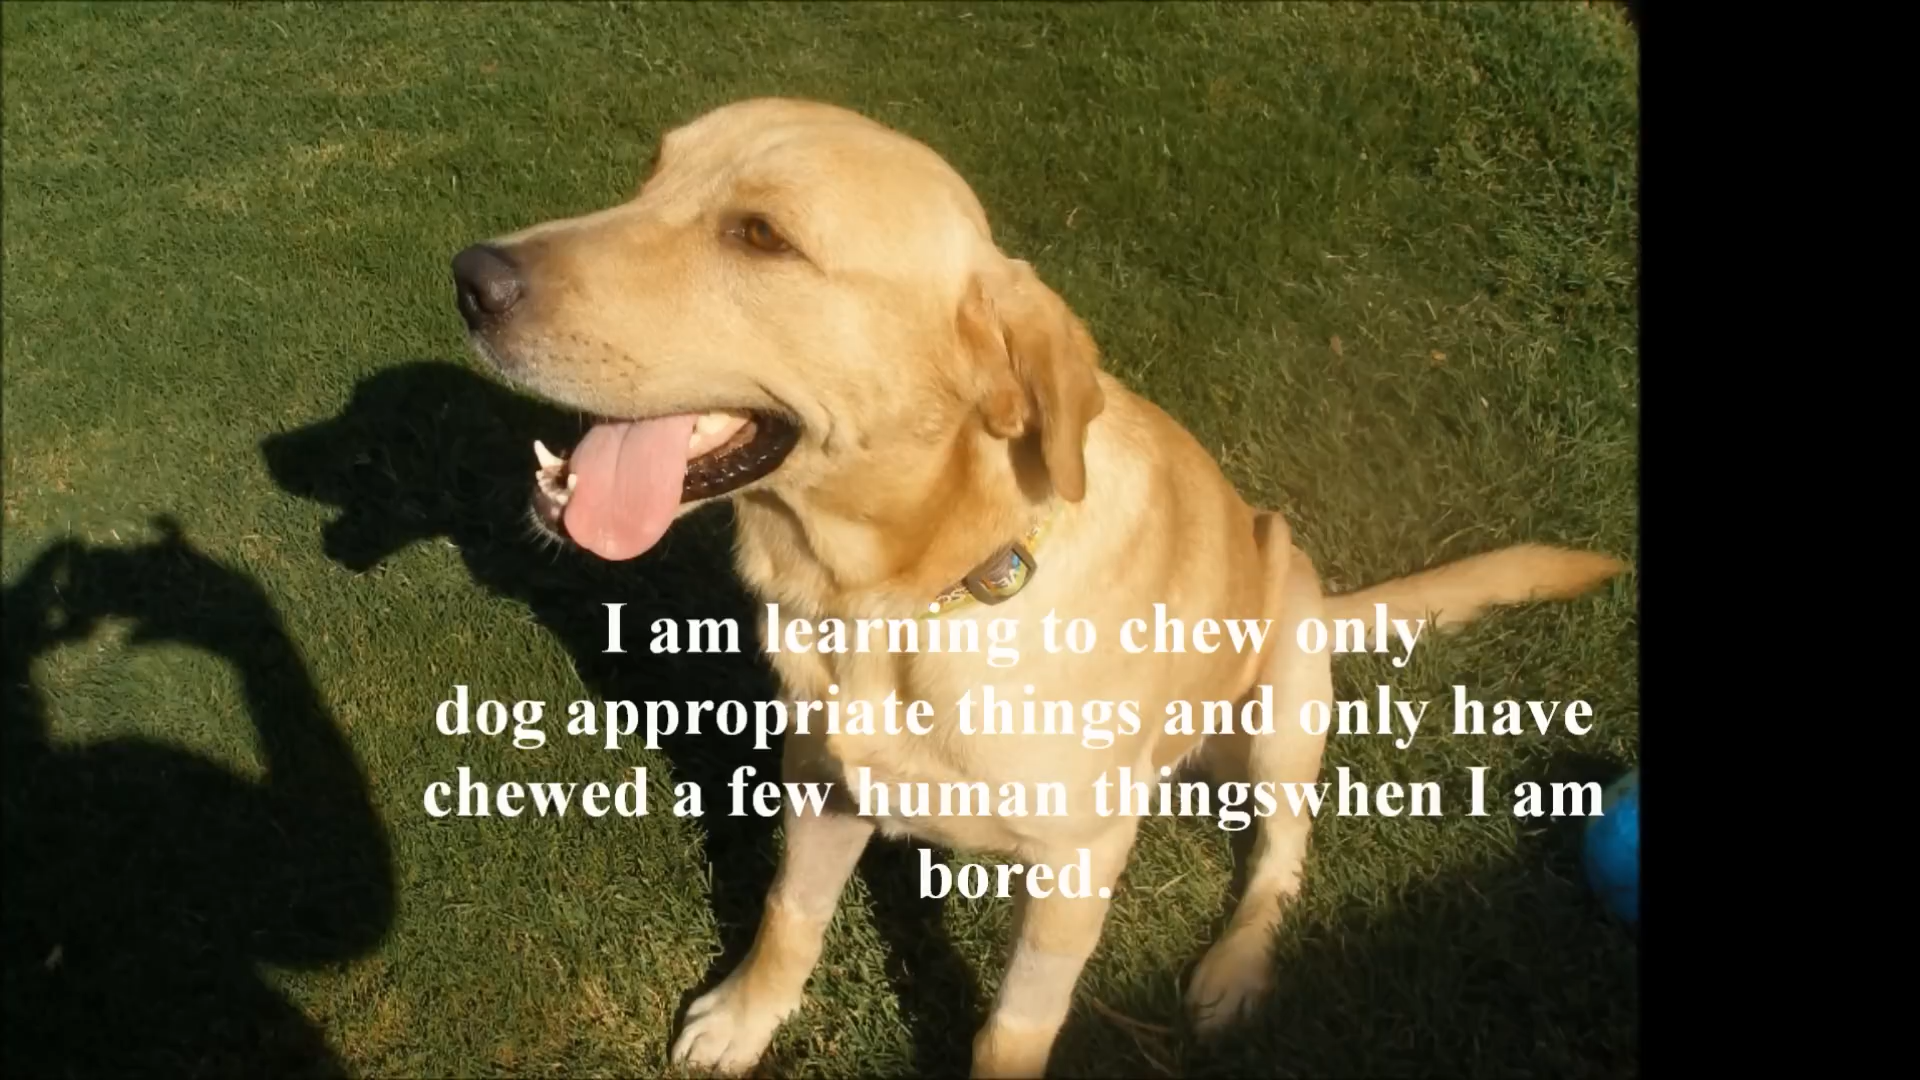 I am learning to chew only
dog appropriate things and only have
chewed a few human thingswhen I am
bored.